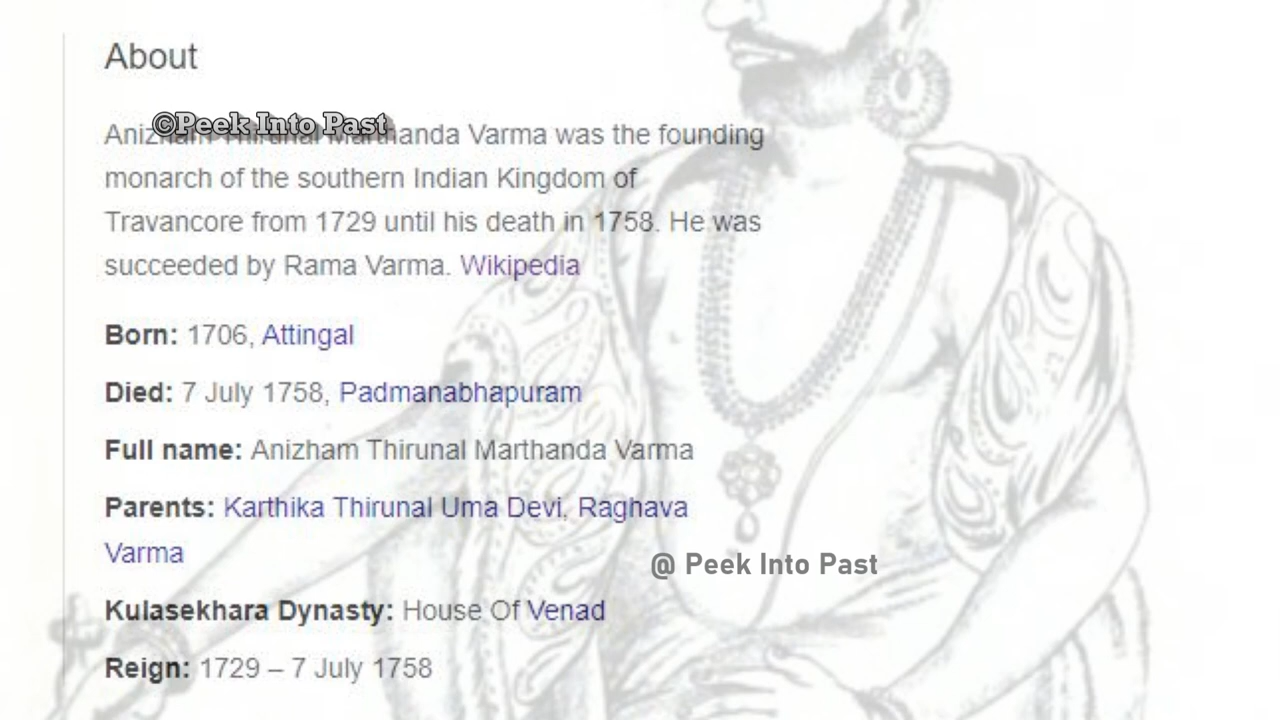 About
©Peek Into Past
Anizham Thirunal Marthanda Varma was the founding
monarch of the southern Indian Kingdom of
Travancore from 1729 until his death in 1758. He was
succeeded by Rama Varma. Wikipedia
Born: 1706, Attingal
Died: 7 July 1758, Padmanabhapuram
Full name: Anizham Thirunal Marthanda Varma
Parents: Karthika Thirunal Uma Devi, Raghava
Varma
@ Peek Into Past
Kulasekhara Dynasty: House Of Venad
Reign: 1729 – 7 July 1758